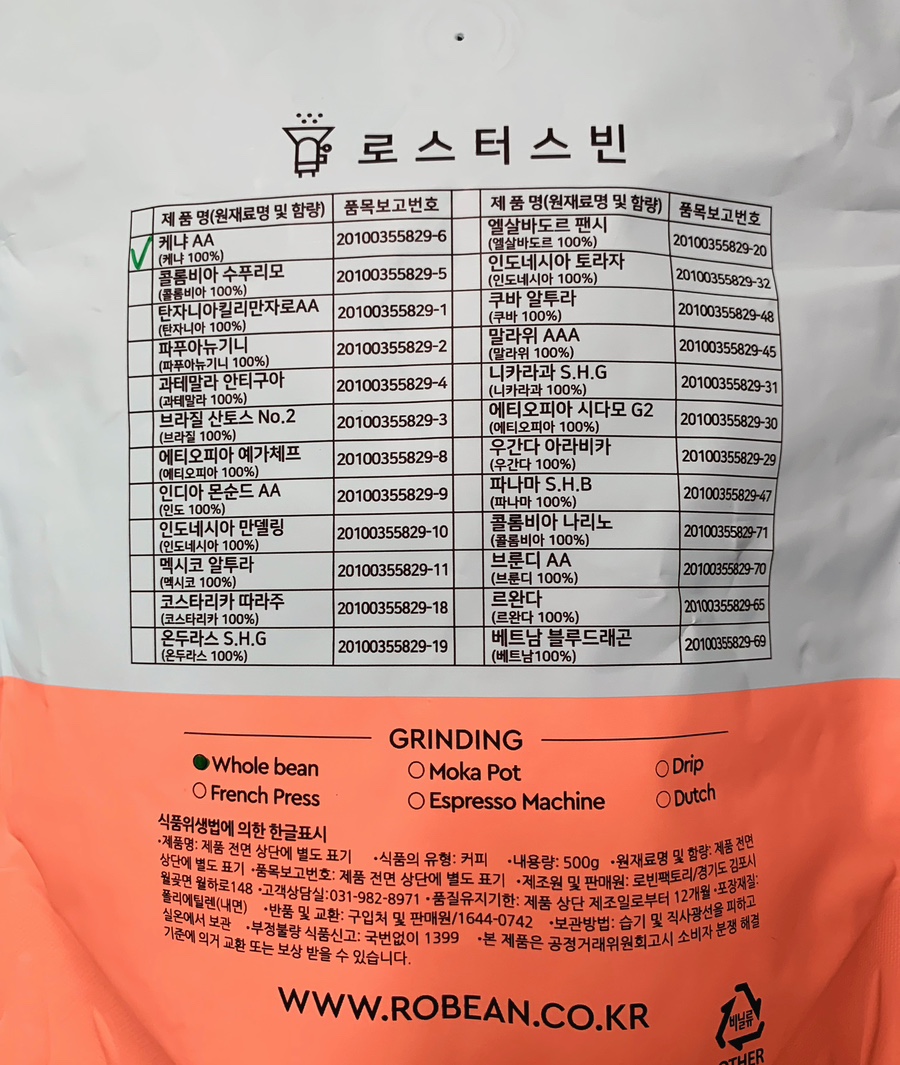 로스터스빈
제 품 명(원재료명 및 함량) 품목보고번호 제 품 명(원재료명 및 함량) 품목보고번호
케냐 AA
(케냐 100%)
20100355829-6
엘살바도르 팬시
(엘살바도르 100%)
20100355829-20
콜롬비아 수푸리모
(콜롬비아 100%)
20100355829-5
인도네시아 토라자
(인도네시아 100%)
20100355829-32
탄자니아킬리만자로AA
(탄자니아 100%)
20100355829-1
쿠바 알투라
(쿠바 100%)
20100355829-48
파푸아뉴기니
(파푸아뉴기니 100%)
20100355829-2
말라위 AAA
(말라위 100%)
20100355829-45
과테말라 안티구아
(과테말라 100%)
20100355829-4
니카라과 S.H.G
(니카라과 100%)
20100355829-31
브라질 산토스 No.2
(브라질 100%)
20100355829-3
에티오피아 시다모 G2
(에티오피아 100%)
20100355829-30
에티오피아 예가체프
(에티오피아 100%)
20100355829-8
우간다 아라비카
(우간다 100%)
20100355829-29
인디아 몬순드 AA
(인도 100%)
20100355829-9
파나마 S.H.B
(파나마 100%)
20100355829-47
인도네시아 만델링
(인도네시아 100%)
20100355829-10
콜롬비아 나리노
(콜롬비아 100%)
20100355829-71
멕시코 알투라
(멕시코 100%)
20100355829-11
브룬디 AA
(브룬디 100%)
20100355829-70
코스타리카 따라주
(코스타리카 100%)
20100355829-18
르완다
(르완다 100%)
20100355829-65
온두라스 S.H.G
(온두라스 100%)
20100355829-19
베트남 블루드래곤
(베트남100%)
20100355829-69
GRINDING
Whole bean Moka Pot Drip
French Press Espresso Machine Dutch
식품위생법에 의한 한글표시
•제품명: 제품 전면 상단에 별도 표기 •식품의 유형: 커피 •내용량: 500g •원재료명 및 함량: 제품 전면
상단에 별도 표기 •품목보고번호: 제품 전면 상단에 별도 표기 •제조원 및 판매원: 로빈팩토리/경기도 김포시
월곶면 월하로148 •고객상담실:031-982-8971 •품질유지기한: 제품 상단 제조일로부터 12개월 •포장재질:
폴리에틸렌(내면) •반품 및 교환: 구입처 및 판매원/1644-0742 •보관방법: 습기 및 직사광선을 피하고
실온에서 보관 •부정불량 식품신고: 국번없이 1399 •본 제품은 공정거래위원회고시 소비자 분쟁 해결
기준에 의거 교환 또는 보상 받을 수 있습니다.
WWW.ROBEAN.CO.KR
비닐류
OTHER